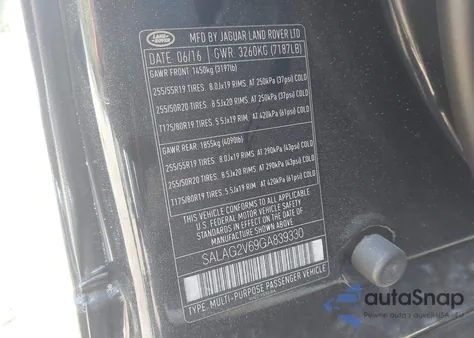 LAND ROVER
MFD BY JAGUAR LAND ROVER LTD
DATE: 06/16 GWR: 3260KG (7187LB)
GAWR FRONT: 1450kg (3197lb)
255/55R19 TIRES. 8.0Jx19 RIMS. AT 250kPa (37psi) COLD
255/50R20 TIRES. 8.5Jx20 RIMS. AT 250kPa (37psi) COLD
T175/80R19 TIRES. 5.5Jx19 RIM. AT 420kPa (61psi) COLD
GAWR REAR: 1855kg (4090lb)
255/55R19 TIRES. 8.0Jx19 RIMS. AT 290kPa (43psi) COLD
255/50R20 TIRES. 8.5Jx20 RIMS. AT 290kPa (43psi) COLD
T175/80R19 TIRES. 5.5Jx19 RIM. AT 420kPa (61psi) COLD
THIS VEHICLE CONFORMS TO ALL APPLICABLE
U.S. FEDERAL MOTOR VEHICLE SAFETY
STANDARDS IN EFFECT ON THE DATE OF
MANUFACTURE SHOWN ABOVE.
SALAG2V69GA839330
TYPE: MULTI-PURPOSE PASSENGER VEHICLE
autaSnap
Pewne auta z